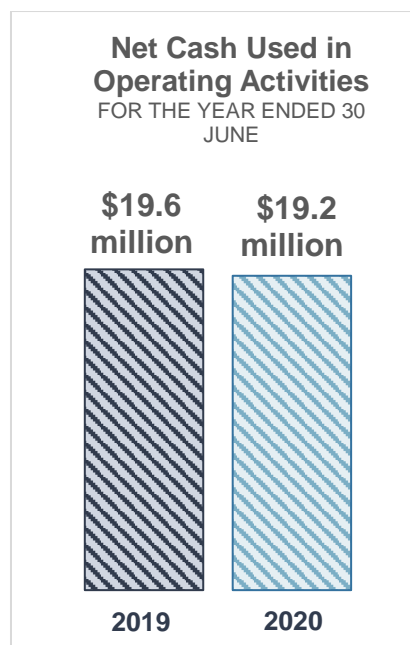 Net Cash Used in
Operating Activities
FOR THE YEAR ENDED 30
JUNE
$19.6
million
$19.2
million
2019
2020